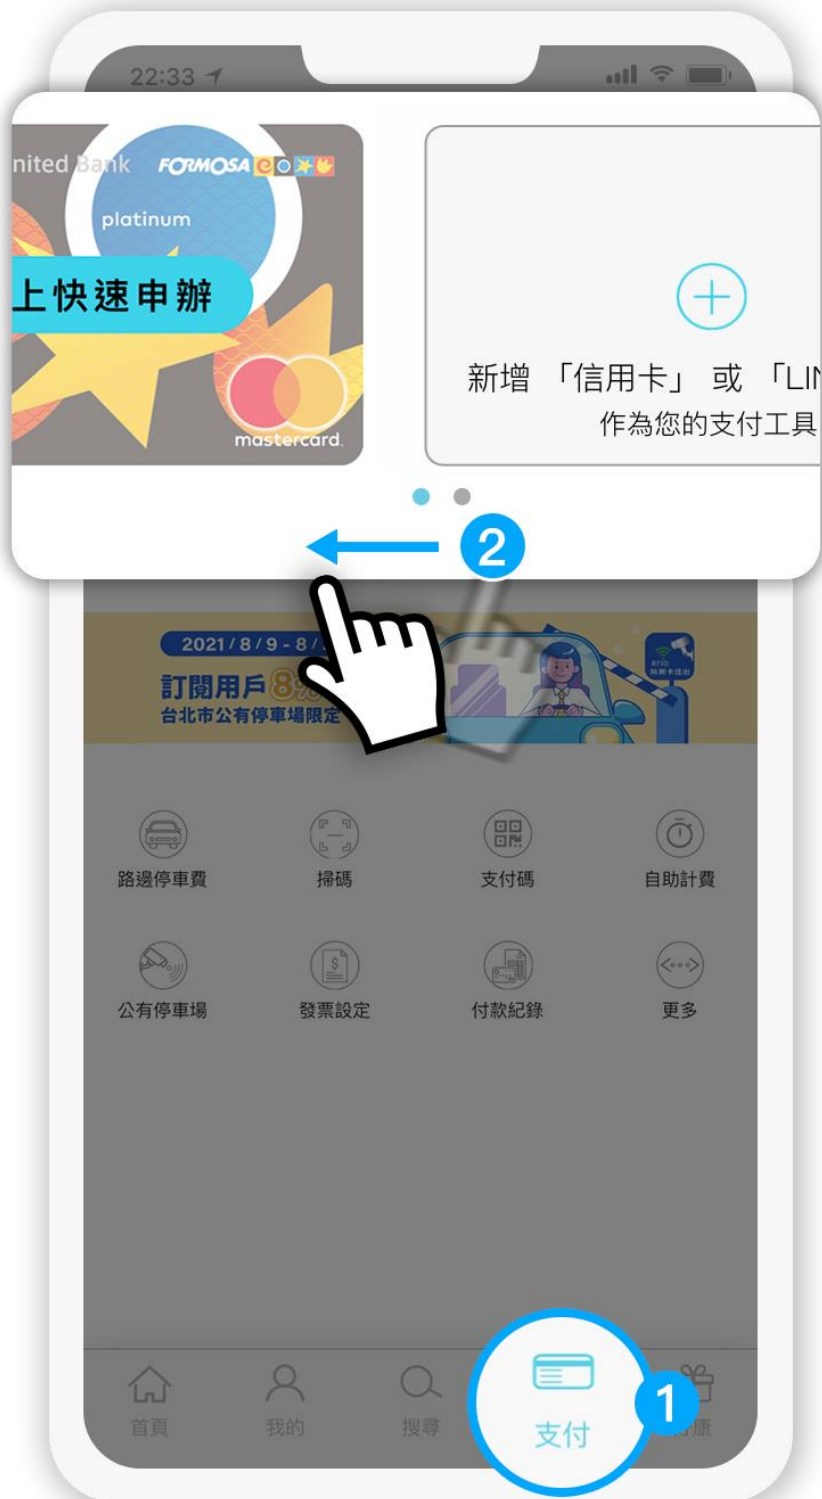 22:33
nited Bank FORMOSA
platinum
上快速申辦
mastercard.
新增 「信用卡」 或 「LI
作為您的支付工具
2
2021/8/9-8/
訂閱用戶8%
台北市公有停車場限定
RFID
路邊停車費 掃碼 支付碼 自助計費
公有停車場 發票設定 付款紀錄 更多
首頁 我的 搜尋 支付 1 康